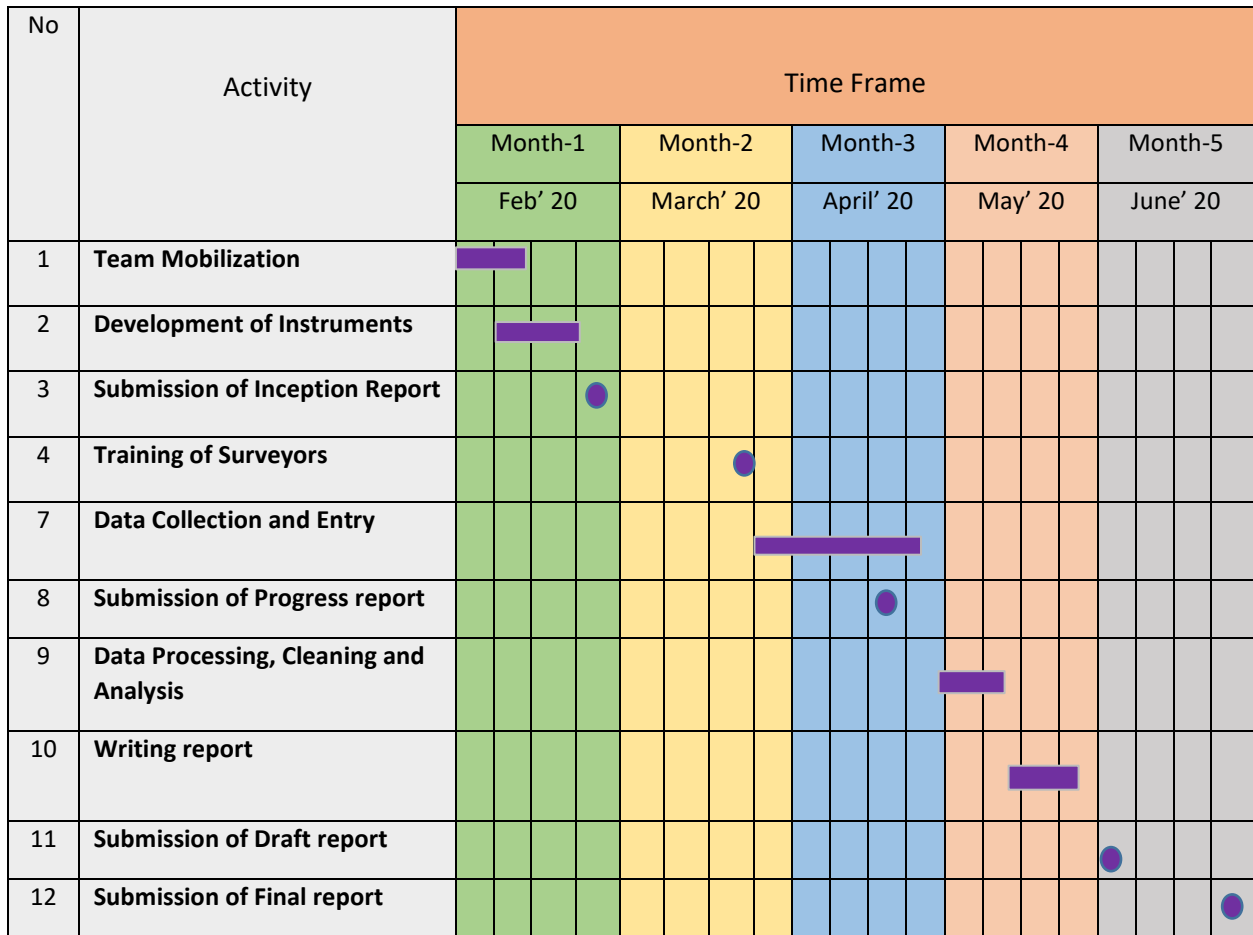 No
Activity
Time Frame
Month-1 Month-2 Month-3 Month-4 Month-5
Feb’ 20 March’ 20 April’ 20 May’ 20 June’ 20
1 Team Mobilization
2 Development of Instruments
3 Submission of Inception Report
4 Training of Surveyors
7 Data Collection and Entry
8 Submission of Progress report
9 Data Processing, Cleaning and
Analysis
10 Writing report
11 Submission of Draft report
12 Submission of Final report